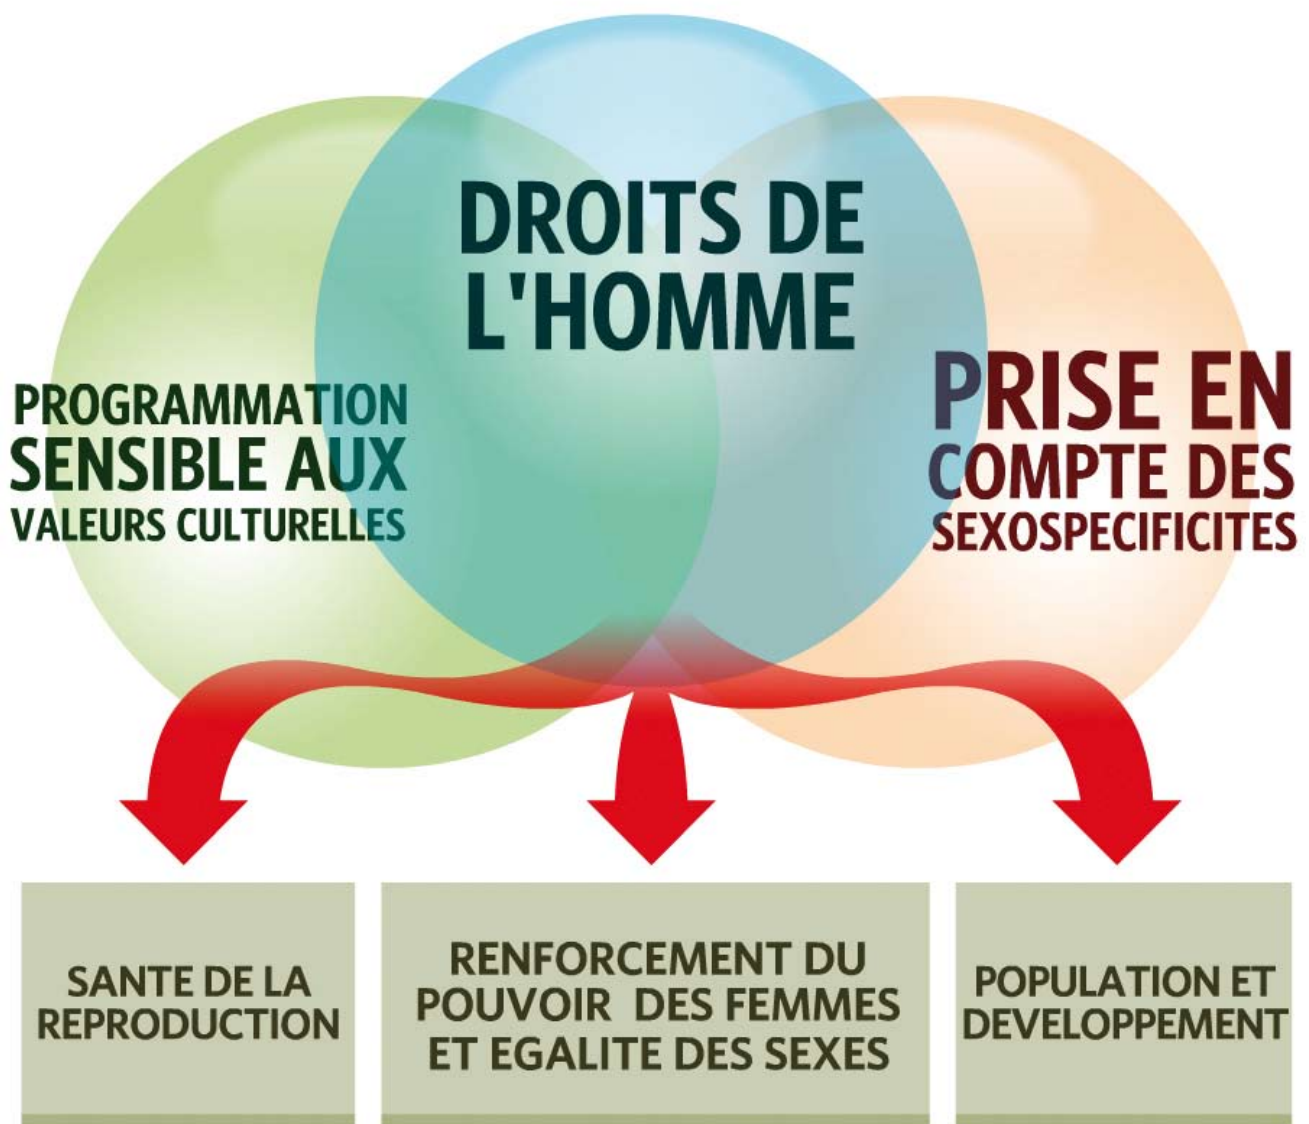 DROITS DE
L'HOMME
PROGRAMMATION
SENSIBLE AUX
VALEURS CULTURELLES
PRISE EN
COMPTE DES
SEXOSPECIFICITES
SANTE DE LA
REPRODUCTION
RENFORCEMENT DU
POUVOIR DES FEMMES
ET EGALITE DES SEXES
POPULATION ET
DEVELOPPEMENT